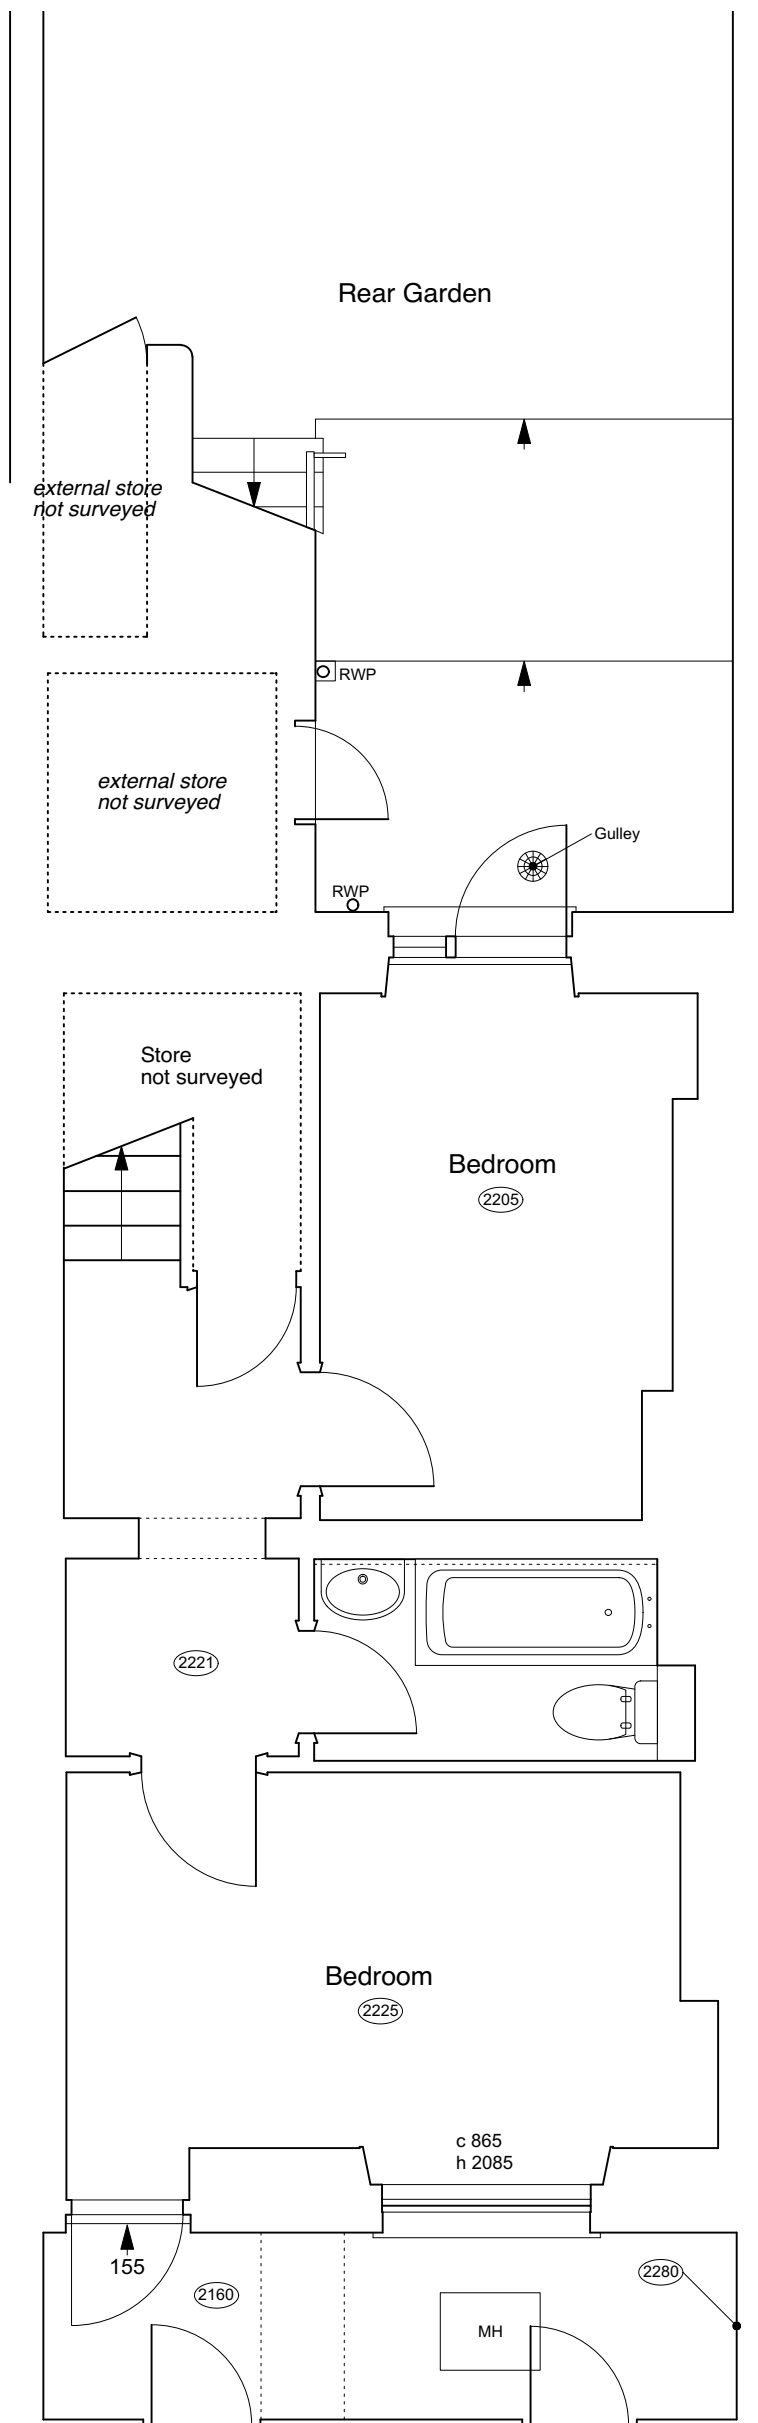 Rear Garden
external store
not surveyed
RWP
external store
not surveyed
Gulley
RWP
Store
not surveyed
Bedroom
2205
2221
Bedroom
2225
c 865
h 2085
155
2160
2280
MH